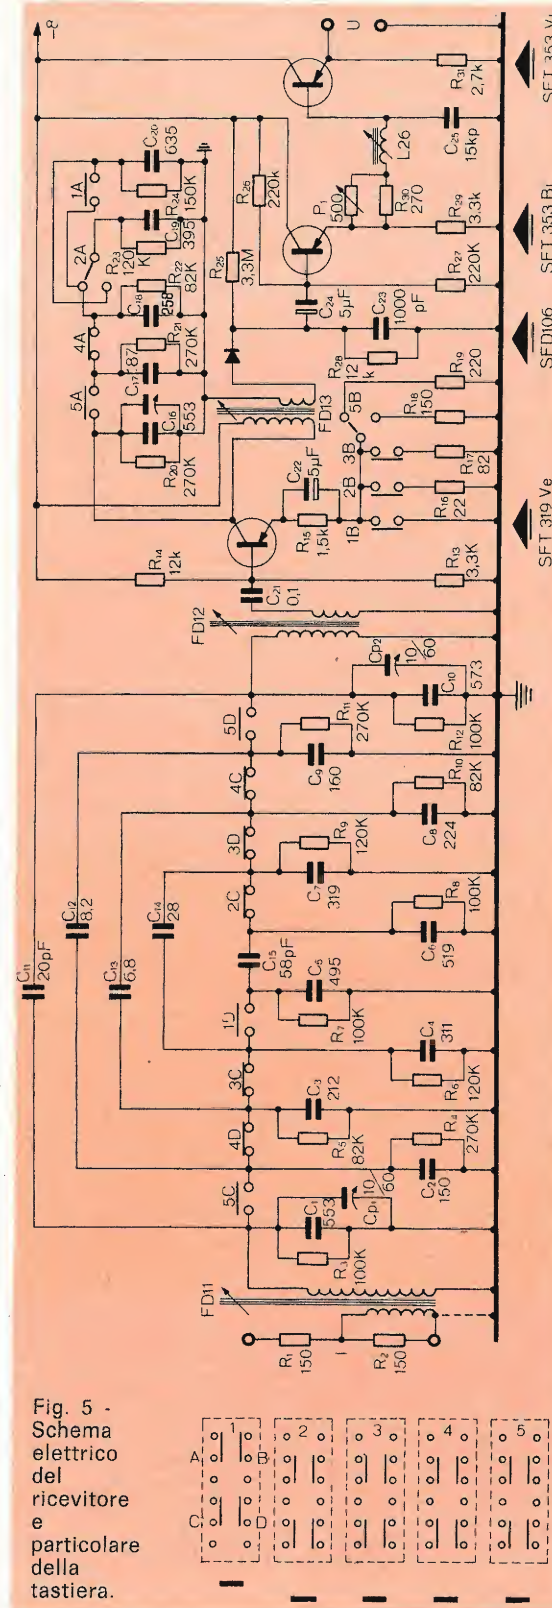 -8
U
R₃₁
2,7k
SFT 353 V
C₂₅
15kp
L26
P₁
500
R₃₀
270
R₂₉
3.3k
SFT 353 B
R₂₆
220k
R₂₇
220K
C₂₄
5µF
C₂₃
1000
pF
R₂₈
12
k
SFD106
R₂₅
3,3M
1A
C₂₀
635
R₂₄
150K
2A
C₁₉
395
R₂₃
120
K
R₂₂
82K
C₁₈
258
4A
R₂₁
270K
C₁₇
87
5A
C₁₆
553
R₂₀
270K
FD13
R₁₉
220
5B
R₁₈
150
3B
R₁₇
82
2B
R₁₆
22
1B
C₂₂
5µF
R₁₅
1,5k
SFT 319 Ve
R₁₄
12k
R₁₃
3,3K
C₂₁
0,1
FD12
Cp₂
10/60
C₁₀
573
R₁₂
100K
5D
R₁₁
270K
C₉
160
4C
R₁₀
82K
C₈
224
3D
R₉
120K
C₇
319
2C
R₈
100K
C₆
519
C₁₁
20pF
C₁₂
8,2
C₁₃
6,8
C₁₄
28
C₁₅
58pF
C₅
495
R₇
100K
1D
C₄
311
R₆
120K
3C
C₃
212
R₅
82K
4D
R₄
270K
C₂
150
5C
C₁
553
Cp₁
10/60
R₃
100K
FD11
R₁
150
I
R₂
150
Fig. 5 -
Schema
elettrico
del
ricevitore
e
particolare
della
tastiera.
A
1
B
C
D
2
3
4
5